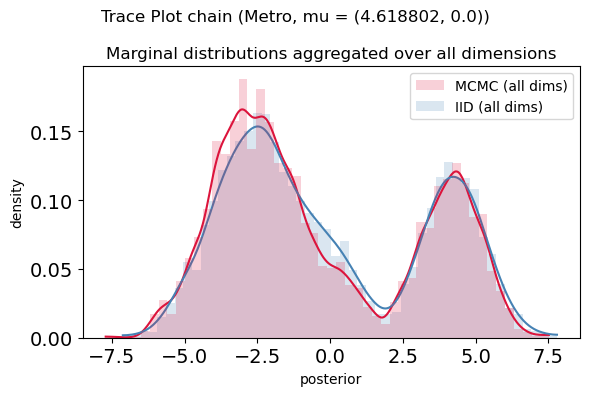 Trace Plot chain (Metro, mu = (4.618802, 0.0))
Marginal distributions aggregated over all dimensions
MCMC (all dims)
IID (all dims)
density
0.15
0.10
0.05
0.00
−7.5 −5.0 −2.5 0.0 2.5 5.0 7.5
posterior